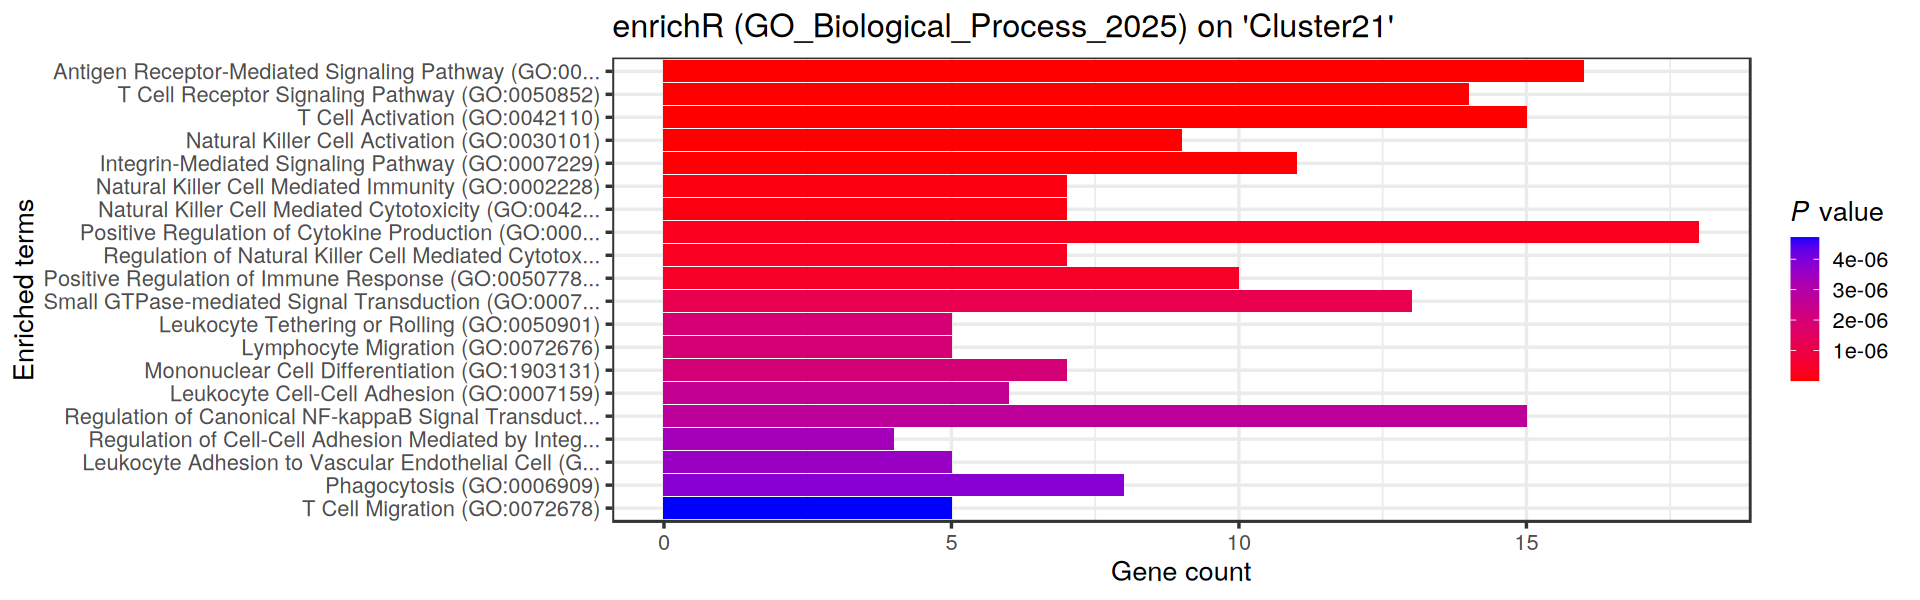 enrichR (GO_Biological_Process_2025) on 'Cluster21'
Antigen Receptor-Mediated Signaling Pathway (GO:00...
T Cell Receptor Signaling Pathway (GO:0050852)
T Cell Activation (GO:0042110)
Natural Killer Cell Activation (GO:0030101)
Integrin-Mediated Signaling Pathway (GO:0007229)
Natural Killer Cell Mediated Immunity (GO:0002228)
Natural Killer Cell Mediated Cytotoxicity (GO:0042...
Positive Regulation of Cytokine Production (GO:000...
Regulation of Natural Killer Cell Mediated Cytotox...
Positive Regulation of Immune Response (GO:0050778...
Small GTPase-mediated Signal Transduction (GO:0007...
Leukocyte Tethering or Rolling (GO:0050901)
Lymphocyte Migration (GO:0072676)
Mononuclear Cell Differentiation (GO:1903131)
Leukocyte Cell-Cell Adhesion (GO:0007159)
Regulation of Canonical NF-kappaB Signal Transduct...
Regulation of Cell-Cell Adhesion Mediated by Integ...
Leukocyte Adhesion to Vascular Endothelial Cell (G...
Phagocytosis (GO:0006909)
T Cell Migration (GO:0072678)
Enriched terms
0 5 10 15
Gene count
P value
4e-06
3e-06
2e-06
1e-06